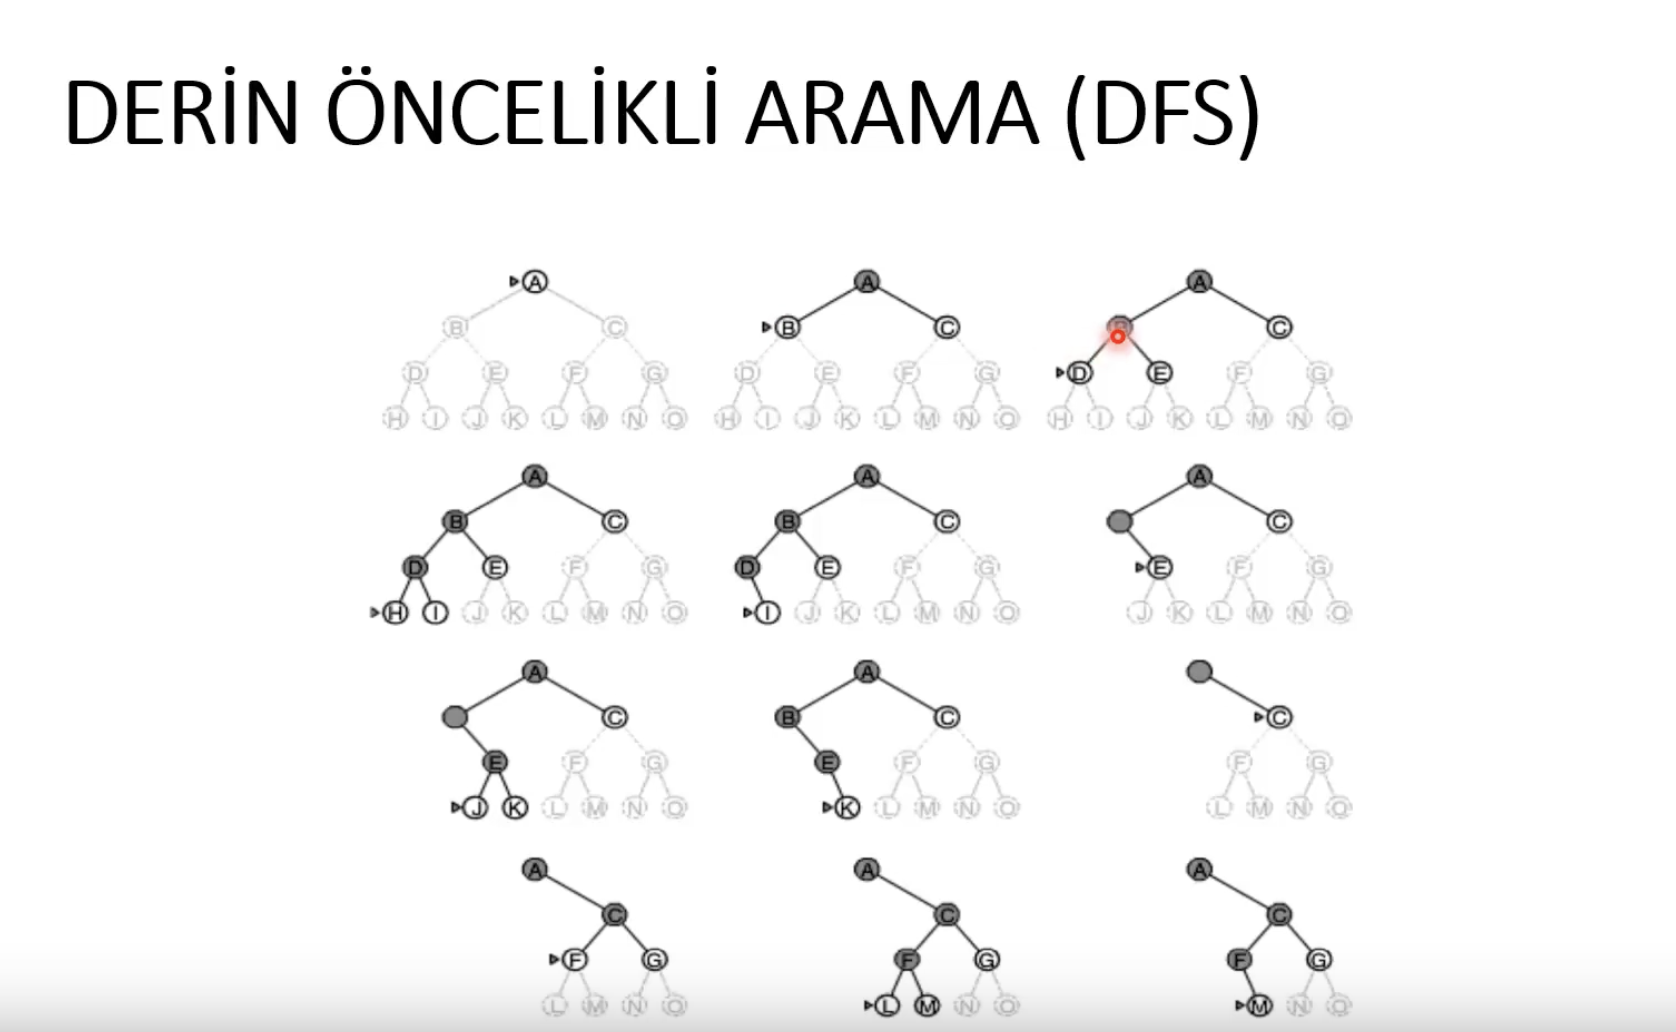 DERİN ÖNCELİKLİ ARAMA (DFS)
A
B C
D E F G
H I J K L M N O
A
B C
D E F G
H I J K L M N O
A
B C
D E F G
H I J K L M N O
A
B C
D E F G
H I J K L M N O
A
B C
D E F G
I J K L M N O
A
C
E F G
J K L M N O
A
C
E F G
J K L M N O
A
B C
E F G
K L M N O
C
F G
L M N O
A
C
F G
L M N O
A
C
F G
L M N O
A
C
F G
M N O